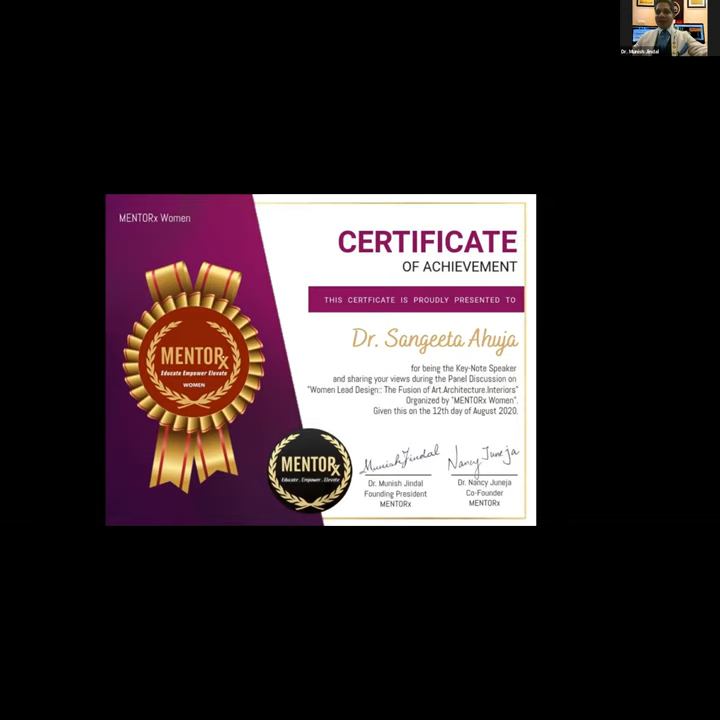 Dr. Munish Jindal
MENTORx Women
CERTIFICATE
OF ACHIEVEMENT
THIS CERTFICATE IS PROUDLY PRESENTED TO
Dr. Sangeeta Ahuja
for being the Key-Note Speaker
and sharing your views during the Panel Discussion on
"Women Lead Design:: The Fusion of Art.Architecture.Interiors"
Organized by "MENTORx Women".
Given this on the 12th day of August 2020.
MENTORx
Educate Empower Elevate
WOMEN
MENTORx
Educate . Empower . Elevate
Munish Jindal
Nancy Juneja
Dr. Munish Jindal
Founding President
MENTORx
Dr. Nancy Juneja
Co-Founder
MENTORx